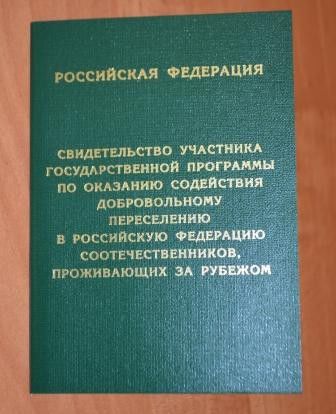 РОССИЙСКАЯ ФЕДЕРАЦИЯ
СВИДЕТЕЛЬСТВО УЧАСТНИКА
ГОСУДАРСТВЕННОЙ ПРОГРАММЫ
ПО ОКАЗАНИЮ СОДЕЙСТВИЯ
ДОБРОВОЛЬНОМУ
ПЕРЕСЕЛЕНИЮ
В РОССИЙСКУЮ ФЕДЕРАЦИЮ
СООТЕЧЕСТВЕННИКОВ,
ПРОЖИВАЮЩИХ ЗА РУБЕЖОМ